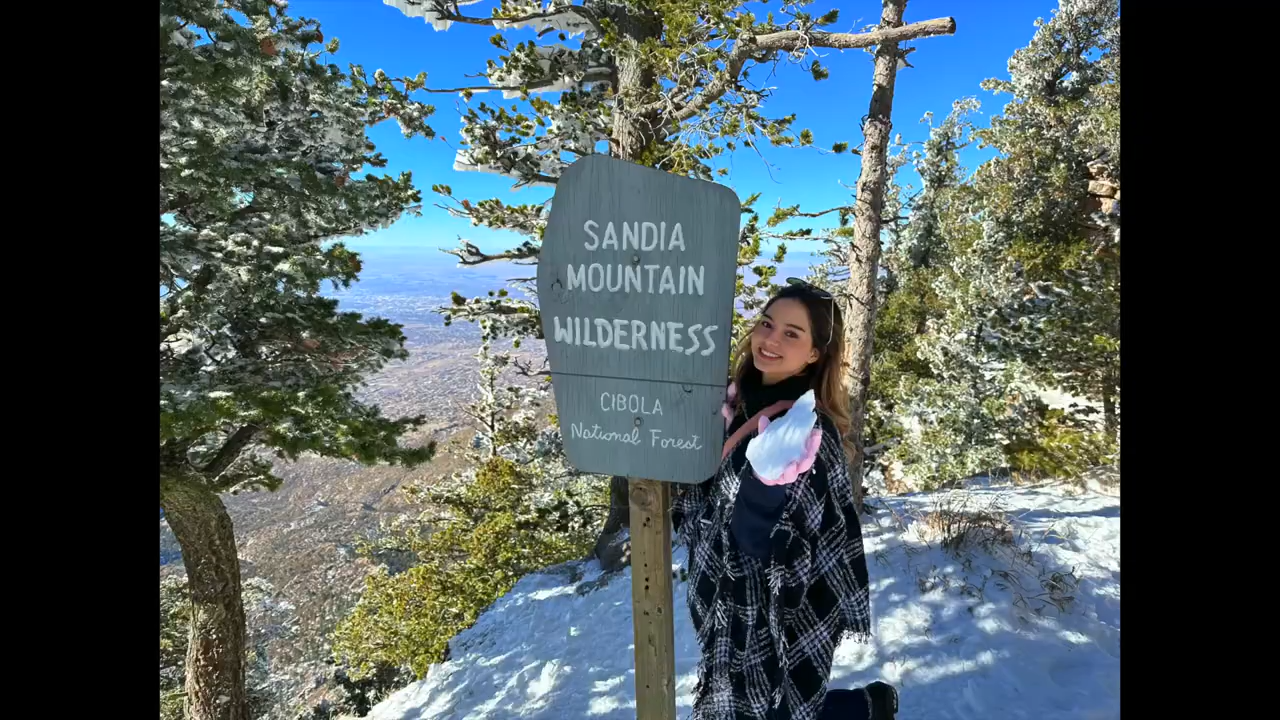 SANDIA
MOUNTAIN
WILDERNESS
CIBOLA
National Forest